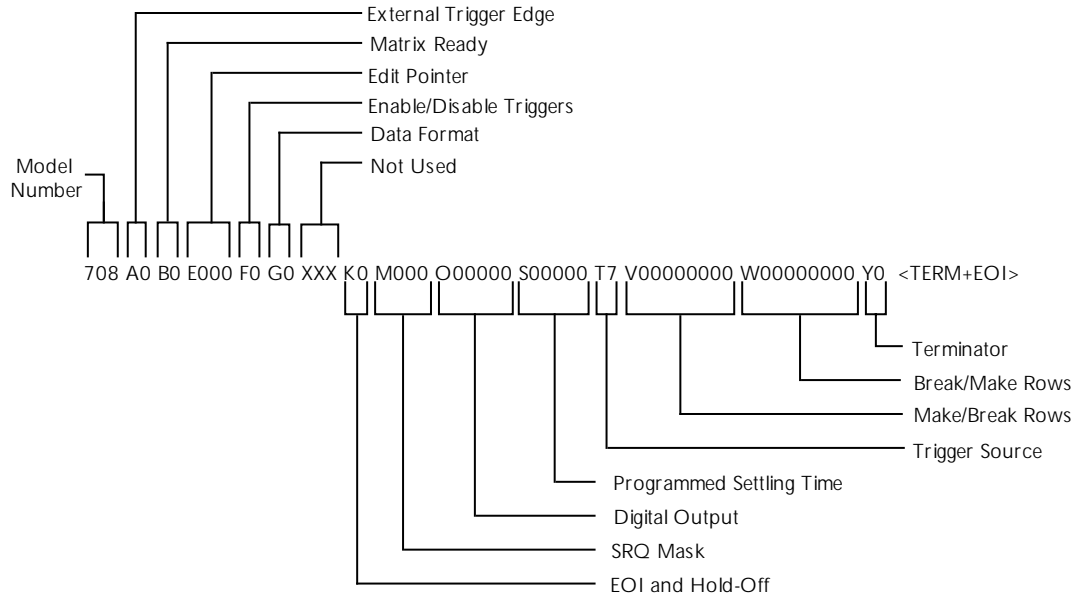 External Trigger Edge
Matrix Ready
Edit Pointer
Enable/Disable Triggers
Data Format
Not Used
Model
Number
708 A0 B0 E000 F0 G0 XXX K0 M000 O00000 S00000 T7 V00000000 W00000000 Y0 <TERM+EOI>
Terminator
Break/Make Rows
Make/Break Rows
Trigger Source
Programmed Settling Time
Digital Output
SRQ Mask
EOI and Hold-Off